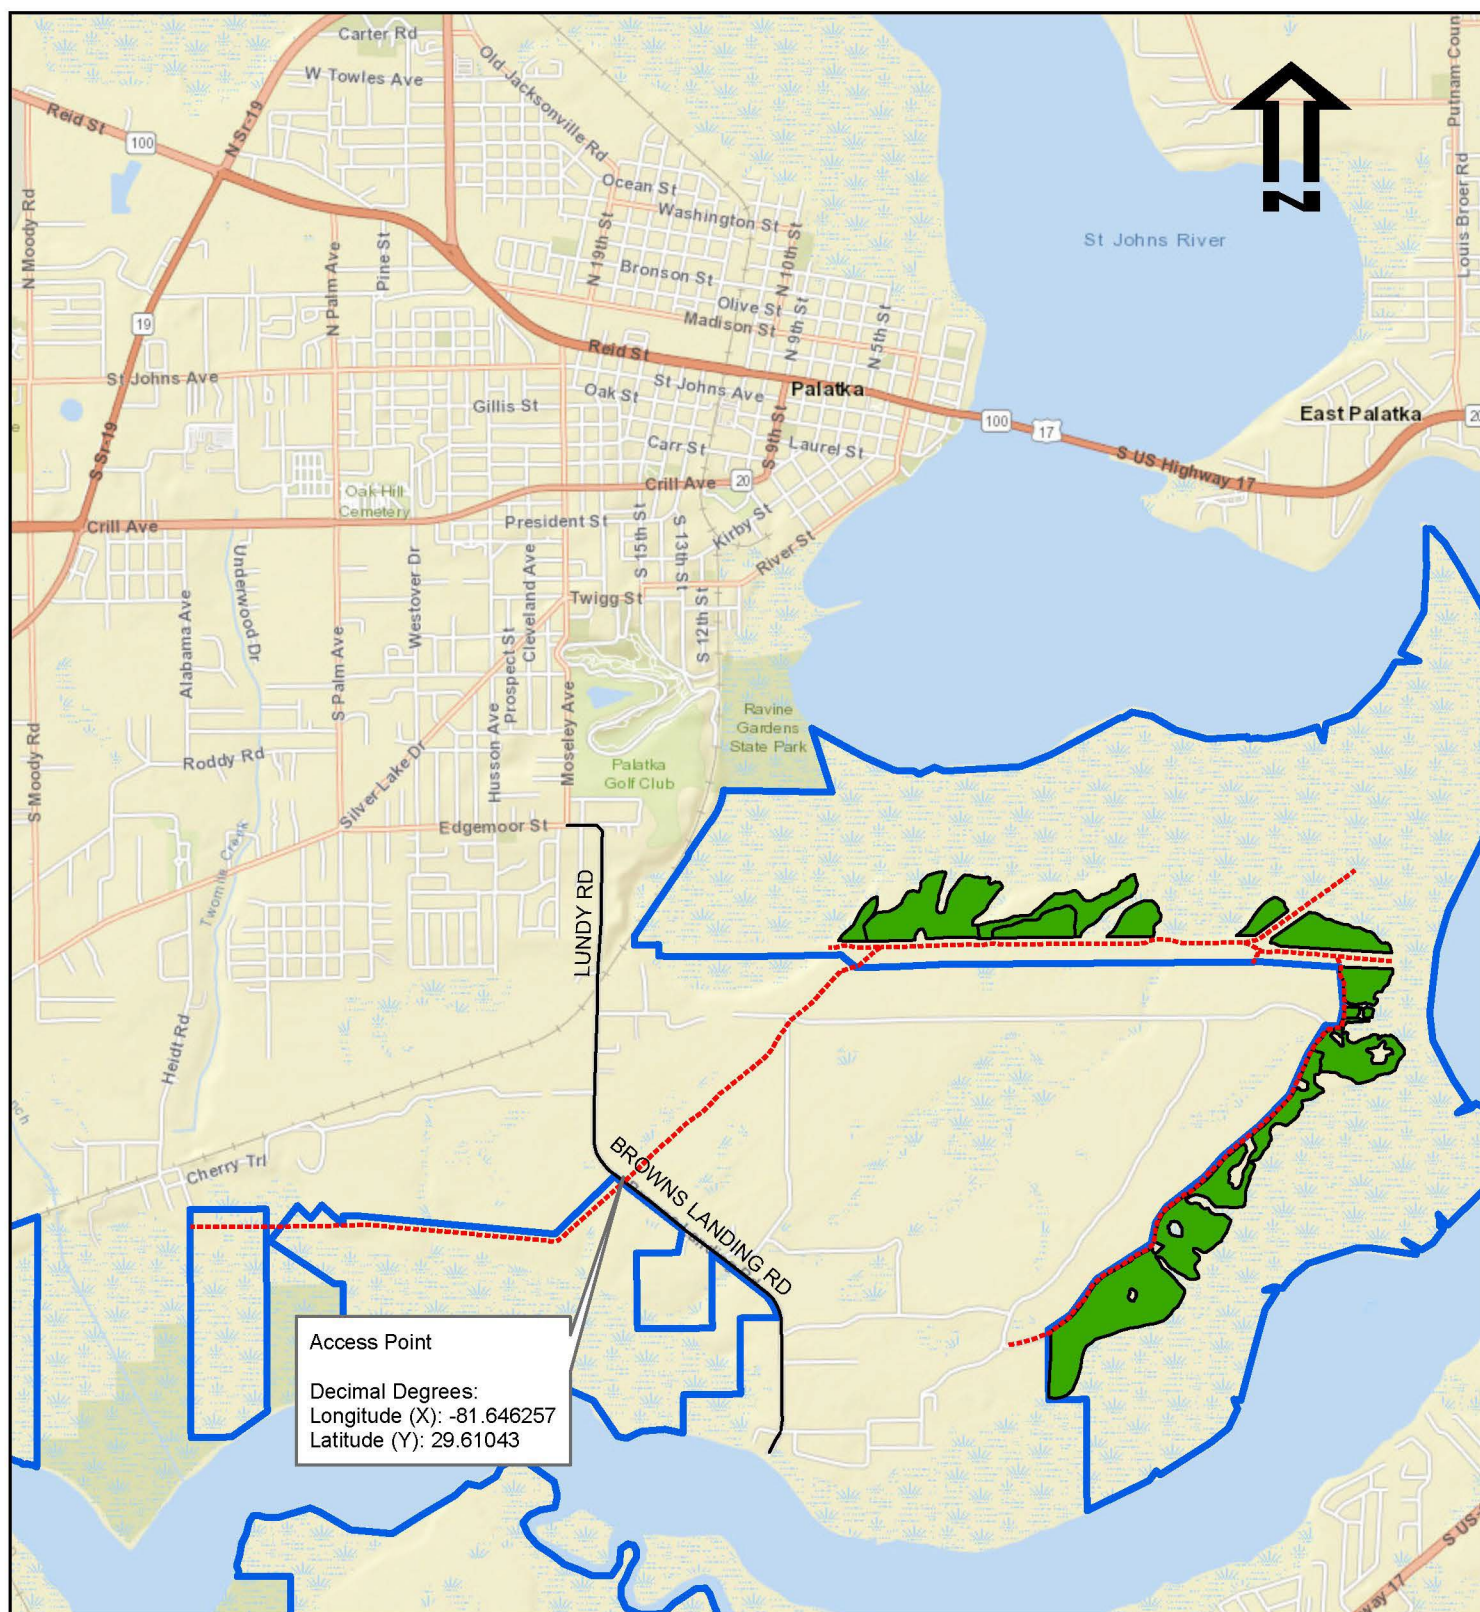 Carter Rd
W Towles Ave
Old Jacksonville Rd
Reid St
100
N Sr-19
Putnam Coun
N Moody Rd
Ocean St
Washington St
N 19th St
N 10th St
Louis Broer Rd
St Johns River
Pine St
N Palm Ave
Bronson St
Olive St
Madison St
N 9th St
N 5th St
19
Reid St
St Johns Ave
St Johns Ave
Palatka
Oak St
Gillis St
100
17
East Palatka
20
S Sr-19
Carr St
S 9th St
Laurel St
S US Highway 17
Crill Ave
20
Oak Hill
Cemetery
Crill Ave
President St
S 15th St
S 13th St
Kirby St
River St
Underwood Dr
Westover Dr
Cleveland Ave
Twigg St
S 12th St
Alabama Ave
S Palm Ave
Prospect St
Husson Ave
Moseley Ave
Ravine
Gardens
State Park
Roddy Rd
S Moody Rd
Silver Lake Dr
Palatka
Golf Club
Edgemoor St
Twomile Creek
LUNDY RD
Heidt Rd
nch
Cherry Trl
BROWNS LANDING RD
Access Point
Decimal Degrees:
Longitude (X): -81.646257
Latitude (Y): 29.61043
S US-
way 17
N